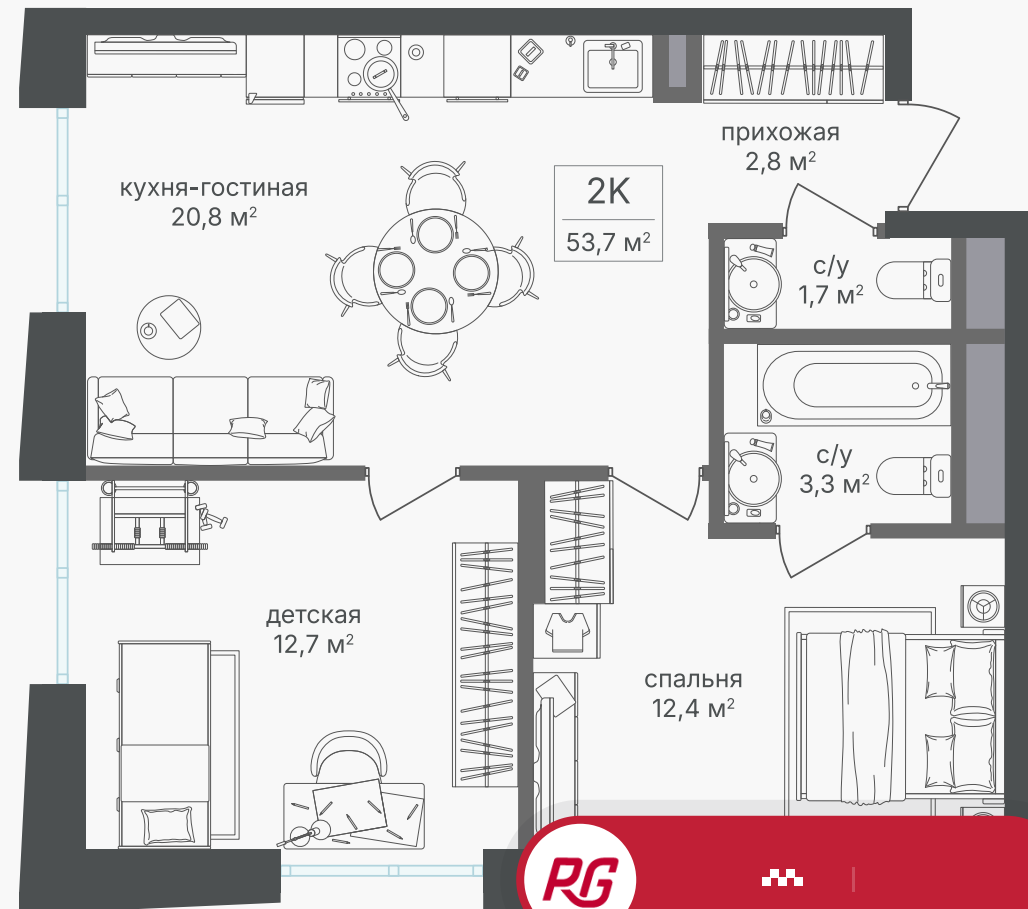 прихожая
2,8 м²
кухня-гостиная
20,8 м²
2К
53,7 м²
с/у
1,7 м²
с/у
3,3 м²
детская
12,7 м²
спальня
12,4 м²
RG